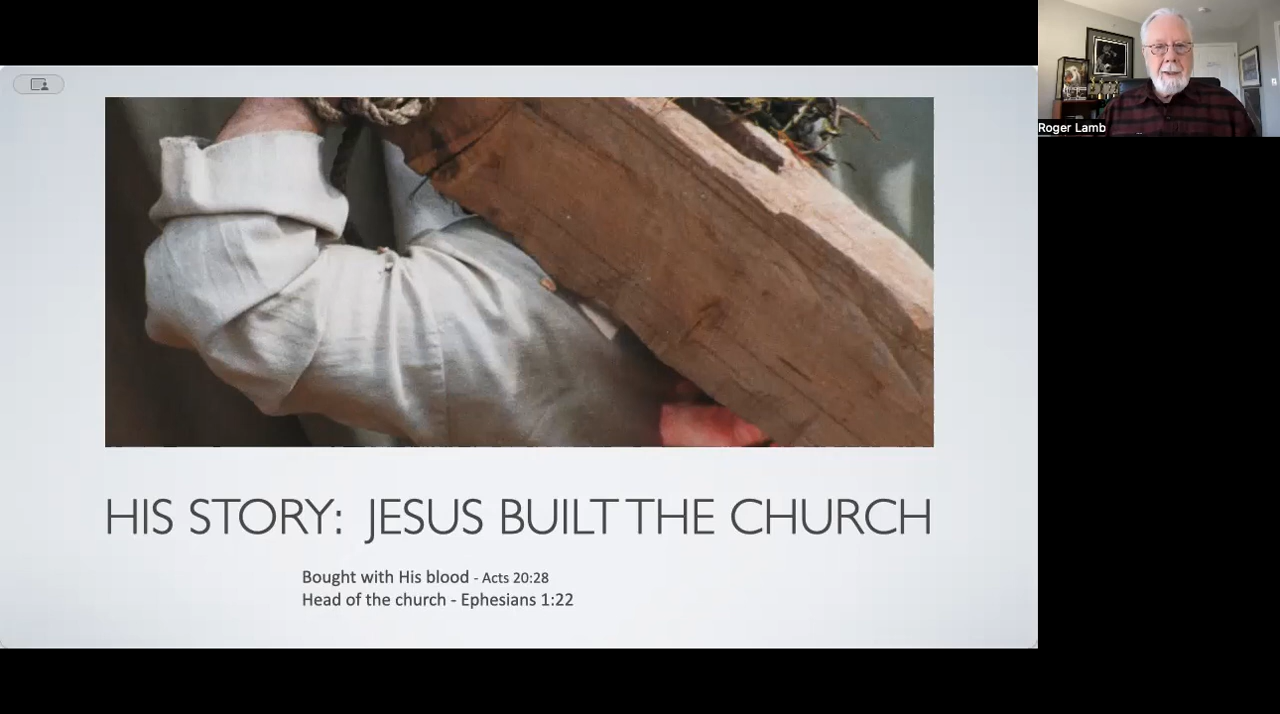 Roger Lamb
HIS STORY: JESUS BUILT THE CHURCH
Bought with His blood - Acts 20:28
Head of the church - Ephesians 1:22